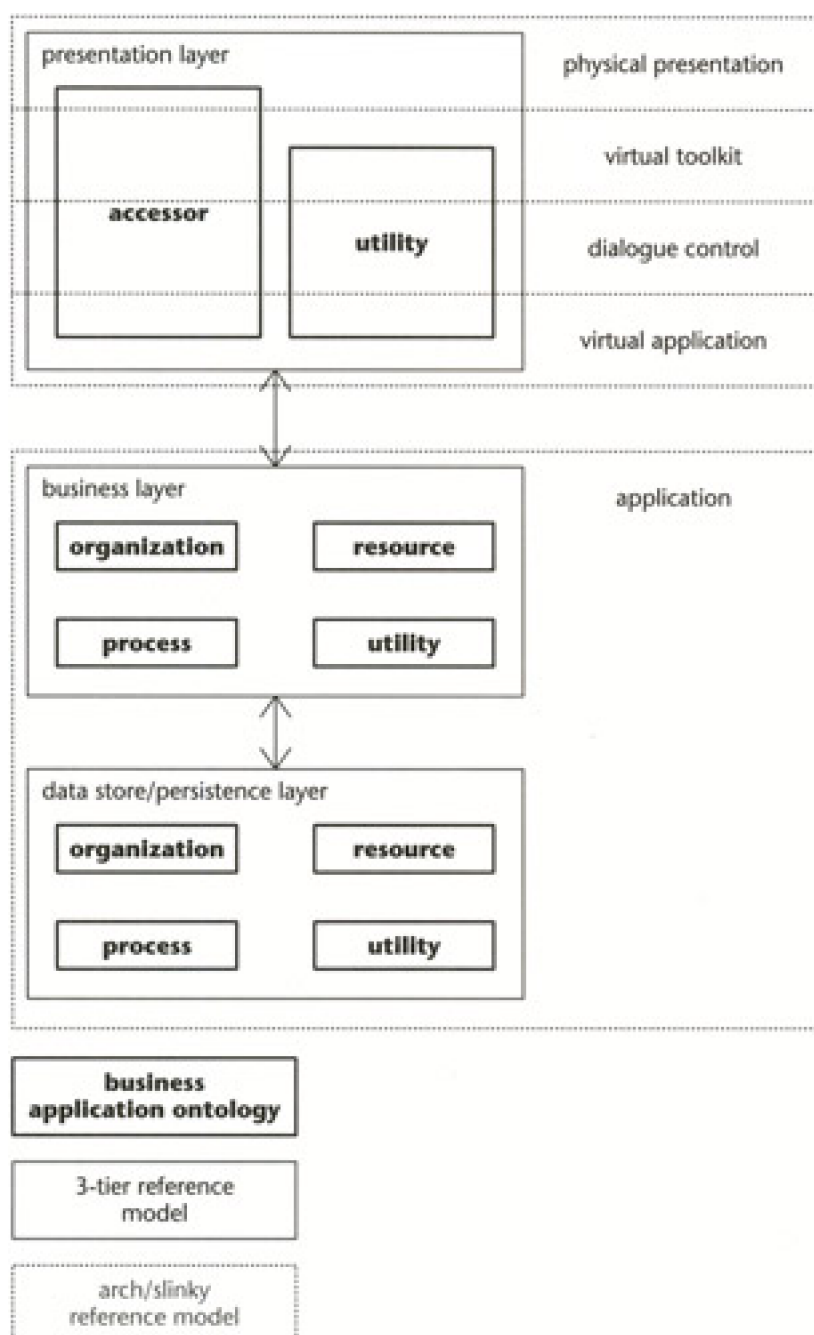 presentation layer
physical presentation
virtual toolkit
accessor
utility
dialogue control
virtual application
business layer
application
organization
resource
process
utility
data store/persistence layer
organization
resource
process
utility
business
application ontology
3-tier reference
model
arch/slinky
reference model